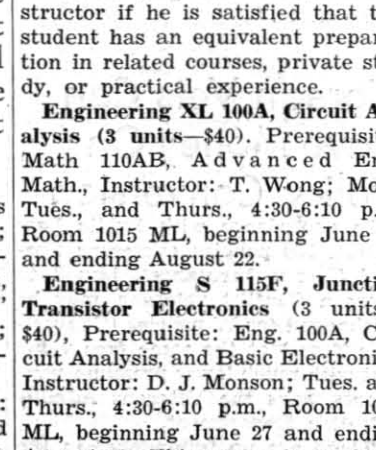 structor if he is satisfied that t
student has an equivalent prepar
tion in related courses, private st
dy, or practical experience.
Engineering XL 100A, Circuit A
alysis (3 units—$40). Prerequisit
Math 110AB, Advanced En
Math., Instructor: T. Wong; Mo
Tues., and Thurs., 4:30-6:10 p.
Room 1015 ML, beginning June
and ending August 22.
Engineering S 115F, Juncti
Transistor Electronics (3 units
$40), Prerequisite: Eng. 100A, C
cuit Analysis, and Basic Electroni
Instructor: D. J. Monson; Tues. a
Thurs., 4:30-6:10 p.m., Room 10
ML, beginning June 27 and endi